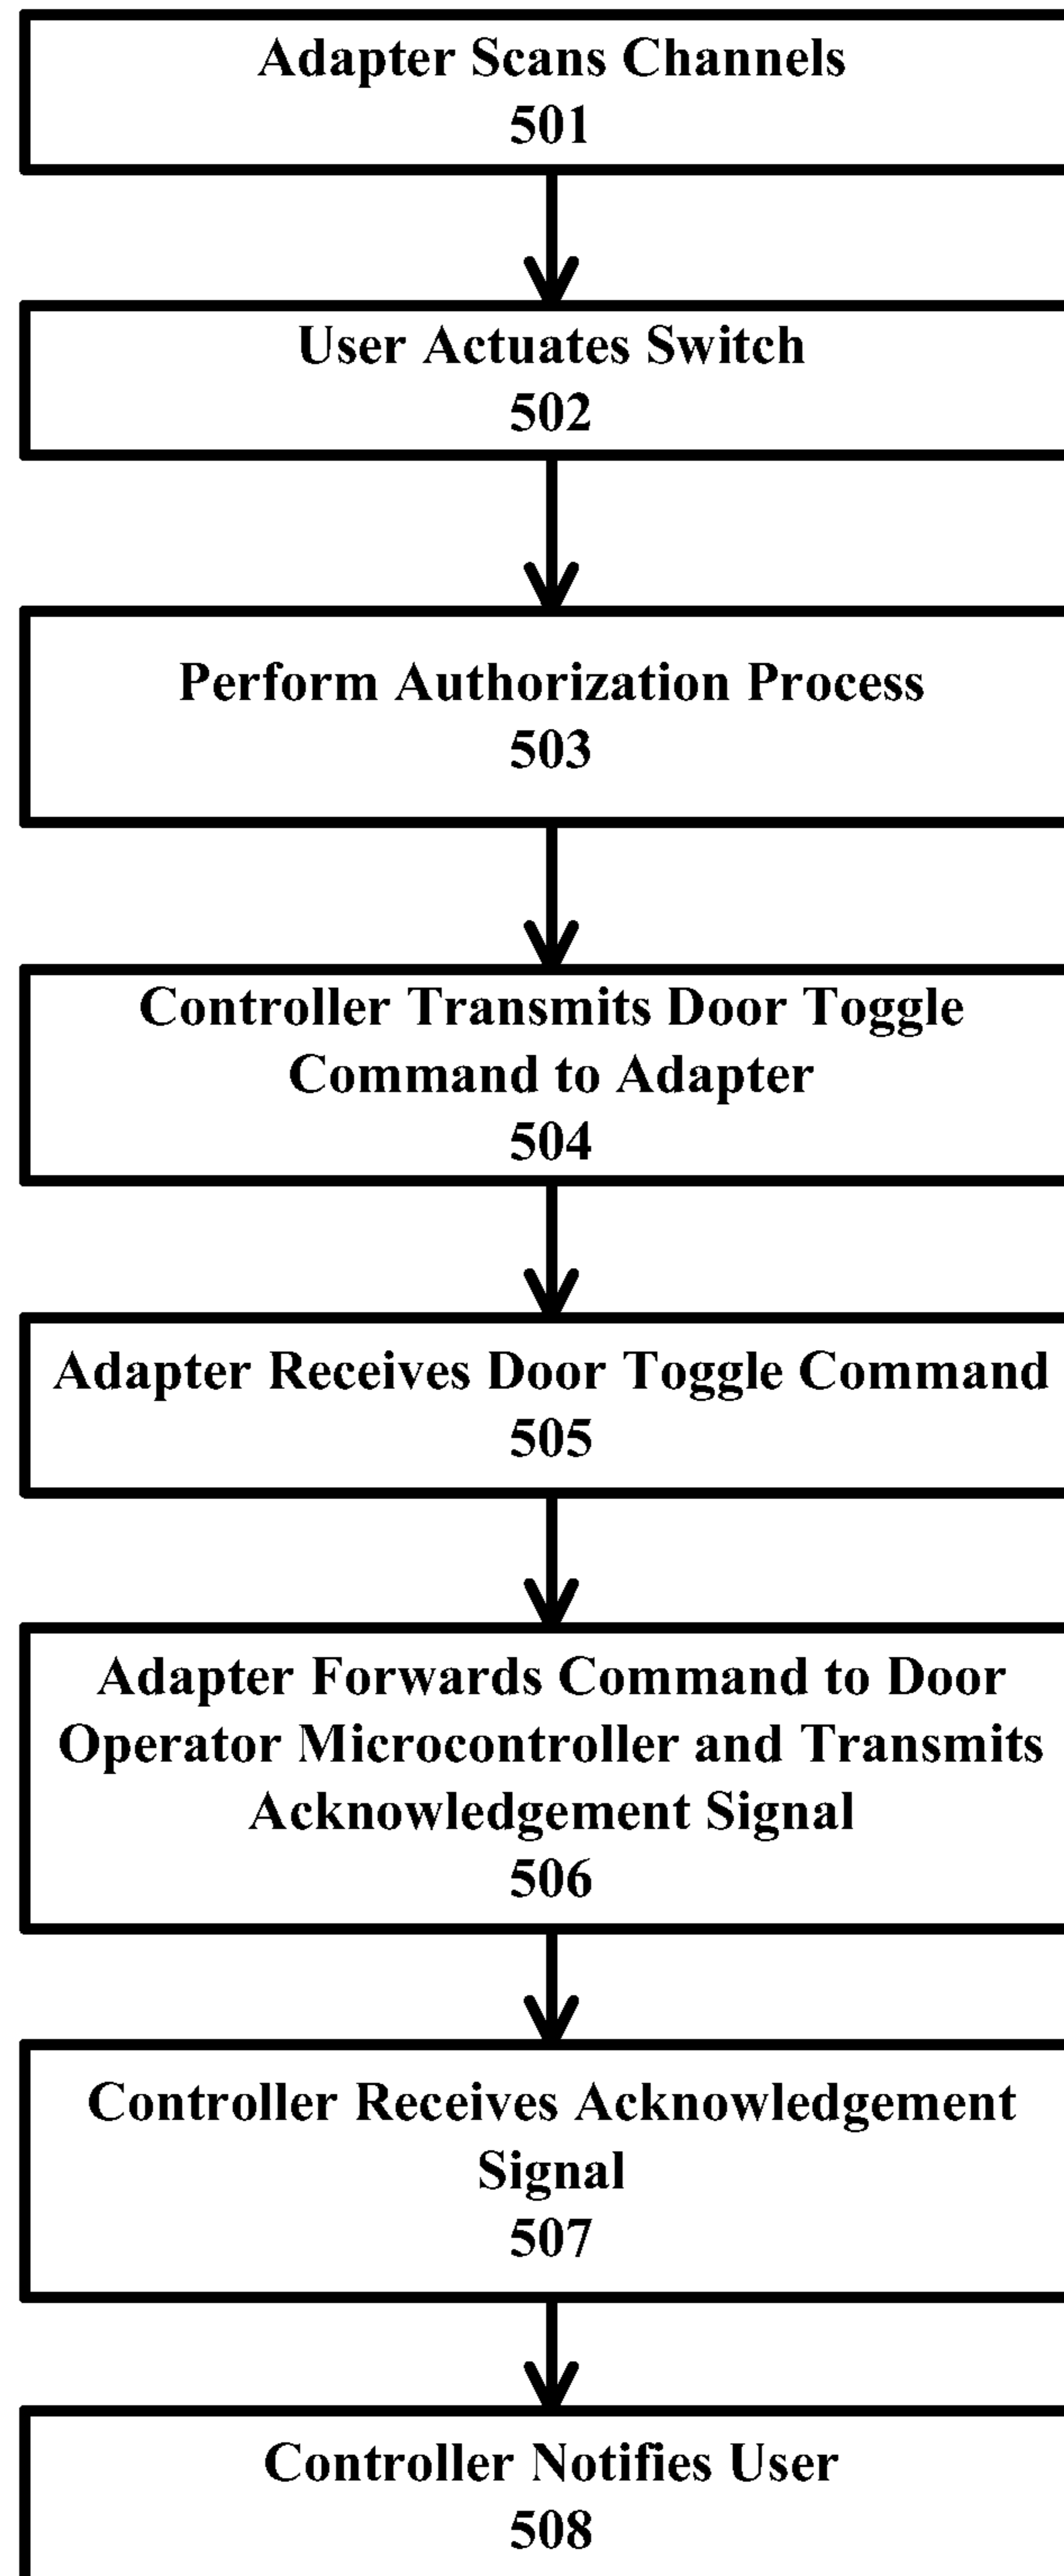 Adapter Scans Channels
501
User Actuates Switch
502
Perform Authorization Process
503
Controller Transmits Door Toggle
Command to Adapter
504
Adapter Receives Door Toggle Command
505
Adapter Forwards Command to Door
Operator Microcontroller and Transmits
Acknowledgement Signal
506
Controller Receives Acknowledgement
Signal
507
Controller Notifies User
508